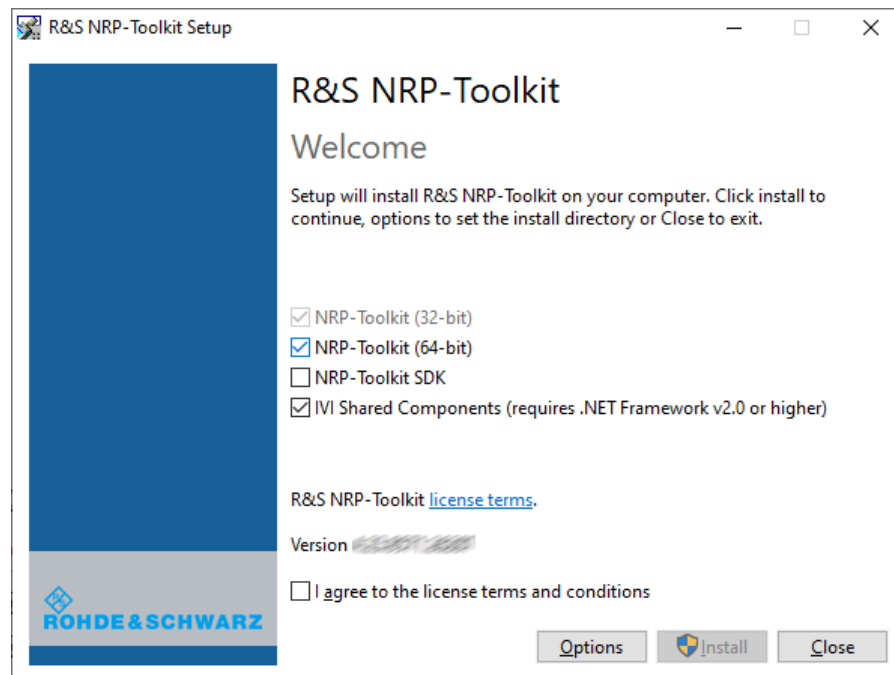 R&S NRP-Toolkit Setup
R&S NRP-Toolkit
Welcome
Setup will install R&S NRP-Toolkit on your computer. Click install to
continue, options to set the install directory or Close to exit.
NRP-Toolkit (32-bit)
NRP-Toolkit (64-bit)
NRP-Toolkit SDK
IVI Shared Components (requires .NET Framework v2.0 or higher)
R&S NRP-Toolkit license terms.
Version
I agree to the license terms and conditions
ROHDE&SCHWARZ
Options Install Close